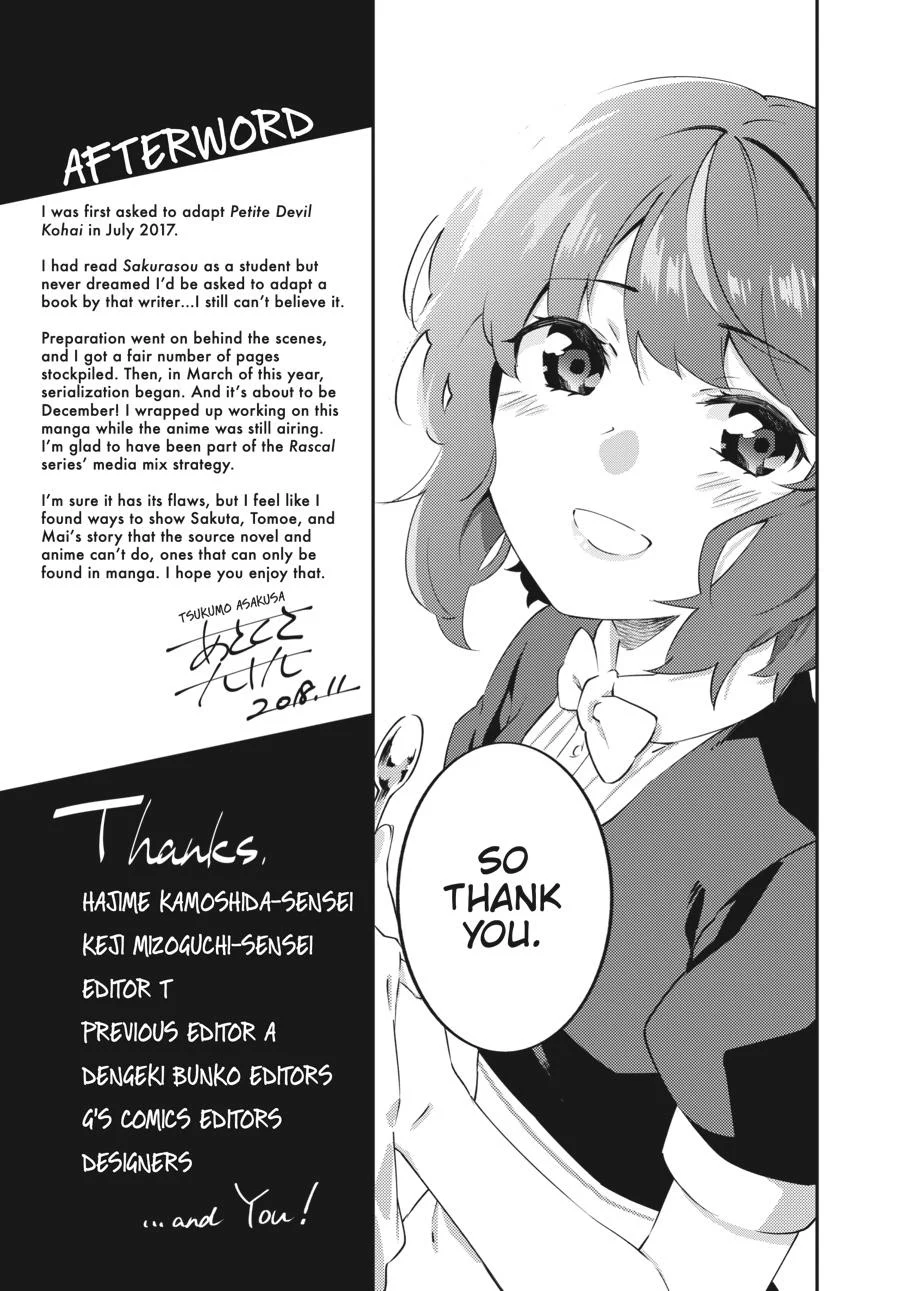 AFTERWORD
I was first asked to adapt Petite Devil
Kohai in July 2017.
I had read Sakurasou as a student but
never dreamed I'd be asked to adapt a
book by that writer...I still can't believe it.
Preparation went on behind the scenes,
and I got a fair number of pages
stockpiled. Then, in March of this year,
serialization began. And it's about to be
December! I wrapped up working on this
manga while the anime was still airing.
I'm glad to have been part of the Rascal
series' media mix strategy.
I'm sure it has its flaws, but I feel like I
found ways to show Sakuta, Tomoe, and
Mai's story that the source novel and
anime can't do, ones that can only be
found in manga. I hope you enjoy that.
TSUKUMO ASAKUSA
2018.11
Thanks.
HAJIME KAMOSHIDA-SENSEI
KEJI MIZOGUCHI-SENSEI
EDITOR T
PREVIOUS EDITOR A
DENGEKI BUNKO EDITORS
G'S COMICS EDITORS
DESIGNERS
...and You!
SO
THANK
YOU.